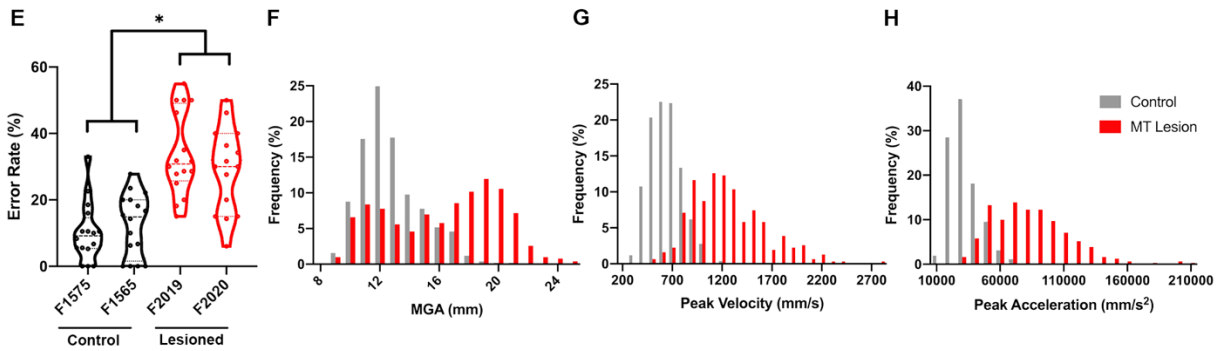 E
*
Error Rate (%)
60
40
20
0
F1575
F1565
F2019
F2020
Control
Lesioned
F
Frequency (%)
25
20
15
10
5
0
8
12
16
20
24
MGA (mm)
G
Frequency (%)
25
20
15
10
5
0
200
700
1200
1700
2200
2700
Peak Velocity (mm/s)
H
Frequency (%)
40
30
20
10
0
10000
60000
110000
160000
210000
Peak Acceleration (mm/s²)
Control
MT Lesion